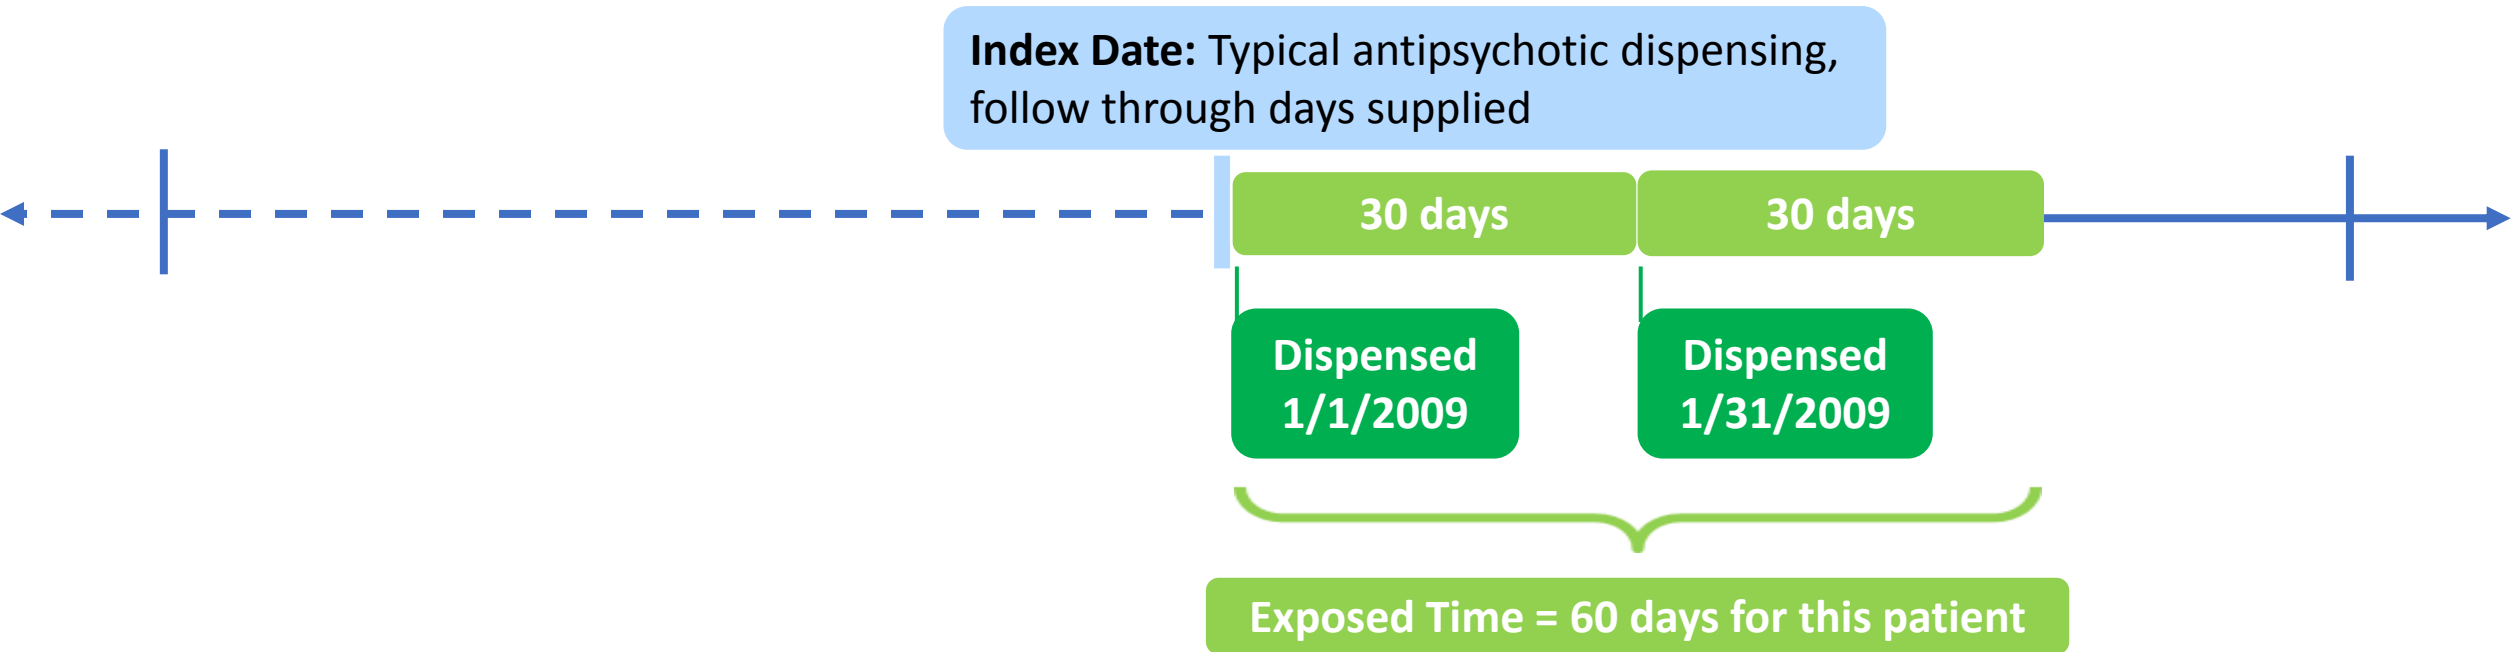 Index Date: Typical antipsychotic dispensing,
follow through days supplied
30 days
30 days
Dispensed
1/1/2009
Dispensed
1/31/2009
Exposed Time = 60 days for this patient